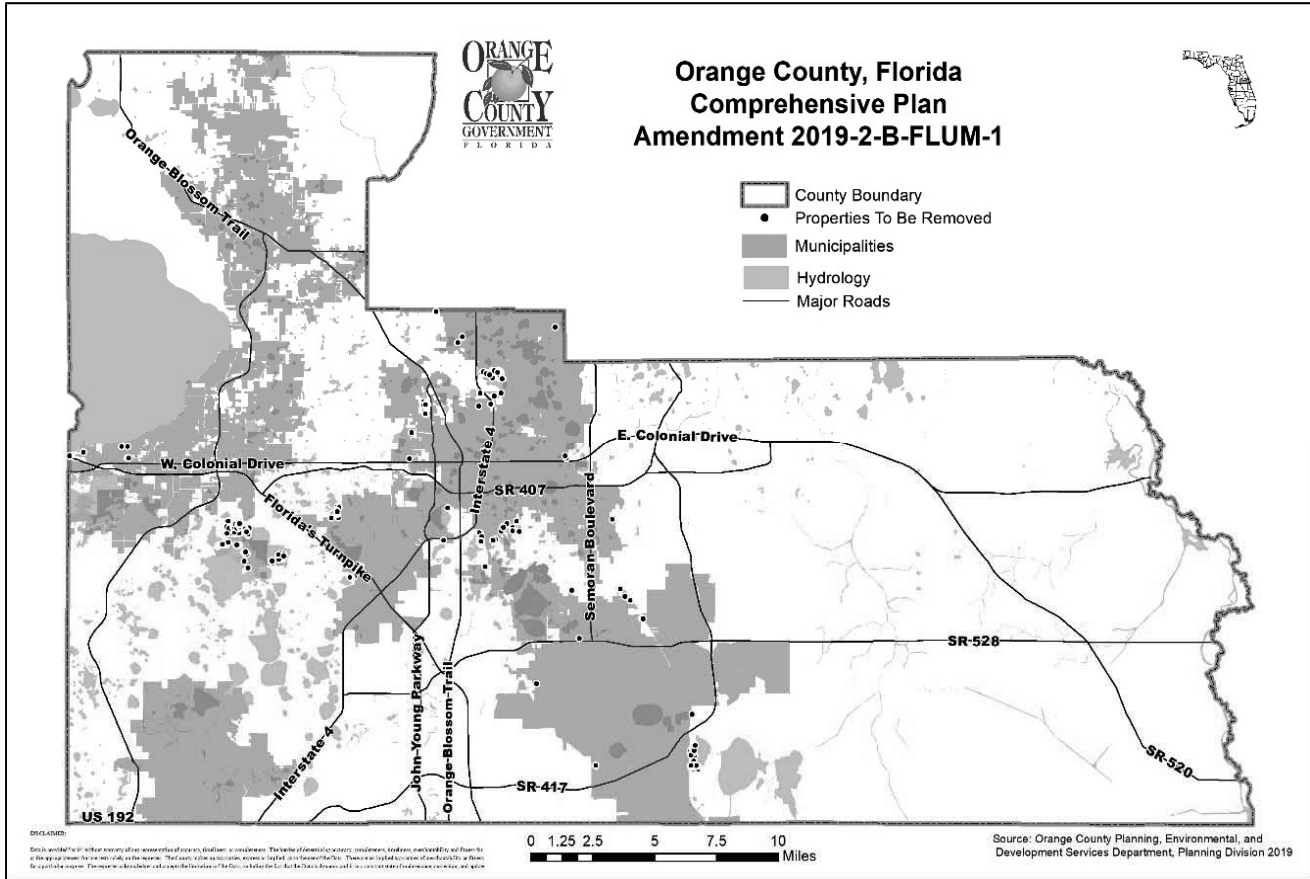 ORANGE
COUNTY
GOVERNMENT
FLORIDA
Orange County, Florida
Comprehensive Plan
Amendment 2019-2-B-FLUM-1
County Boundary
Properties To Be Removed
Municipalities
Hydrology
Major Roads
Orange-Blossom-Trail
E.-Colonial-Drive
W. Colonial-Drive
Interstate-4
SR-407
Florida's-Turnpike
Semoran-Boulevard
SR-528
John-Young-Parkway
Orange-Blossom-Trail
Interstate-4
SR-417
SR-520
US 192
DISCLAIMER:
0 1.25 2.5 5 7.5 10
Miles
Source: Orange County Planning, Environmental, and
Development Services Department, Planning Division 2019